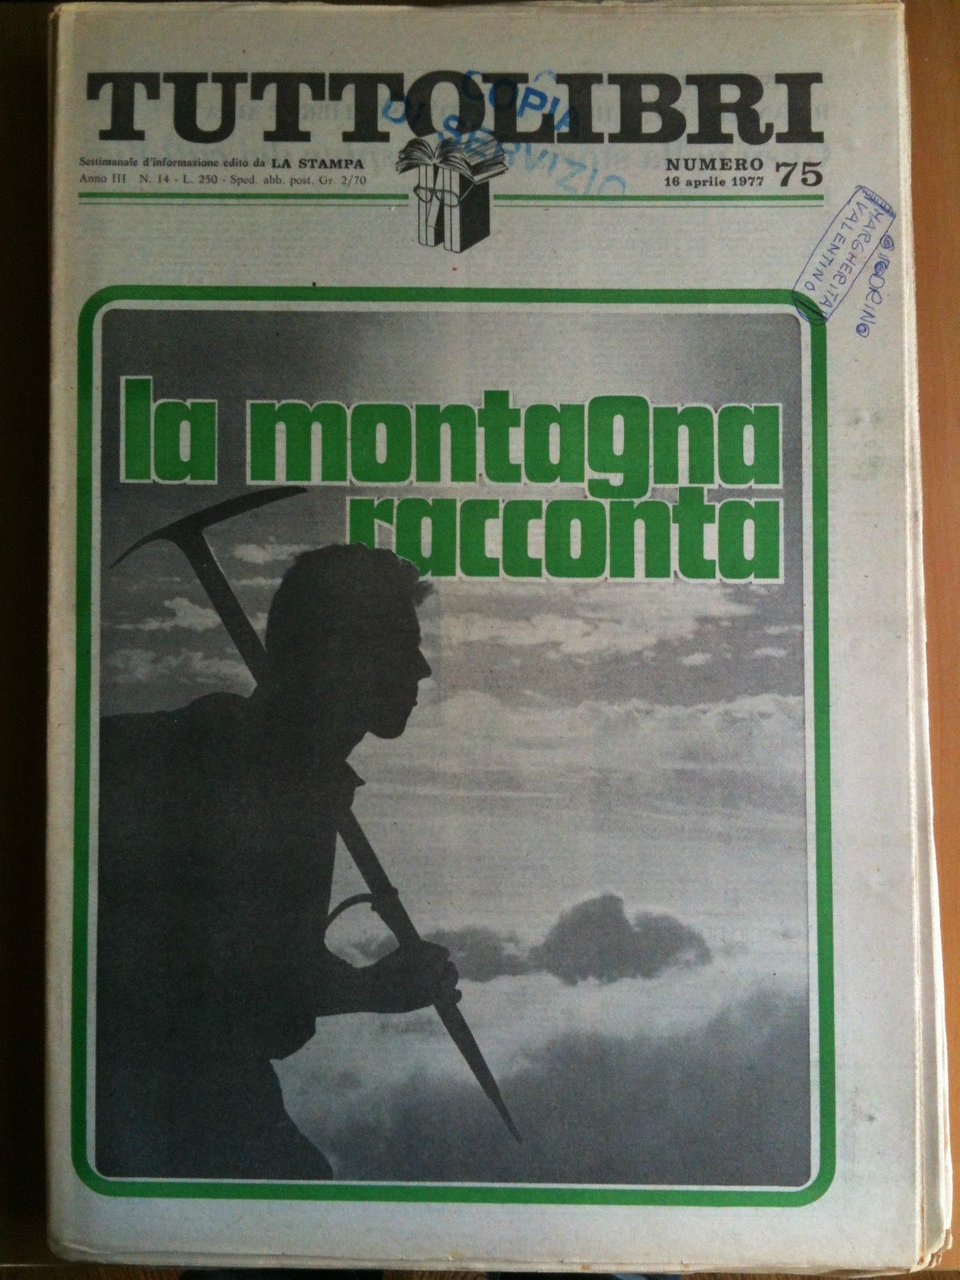 TUTTOLIBRI
COPIA
DI SERVIZIO
Settimanale d'informazione edito da LA STAMPA
Anno III N. 14 - L. 250 - Sped. abb. post. Gr. 2/70
NUMERO 75
16 aprile 1977
MARGHERITA
VALENTINO
la montagna
racconta